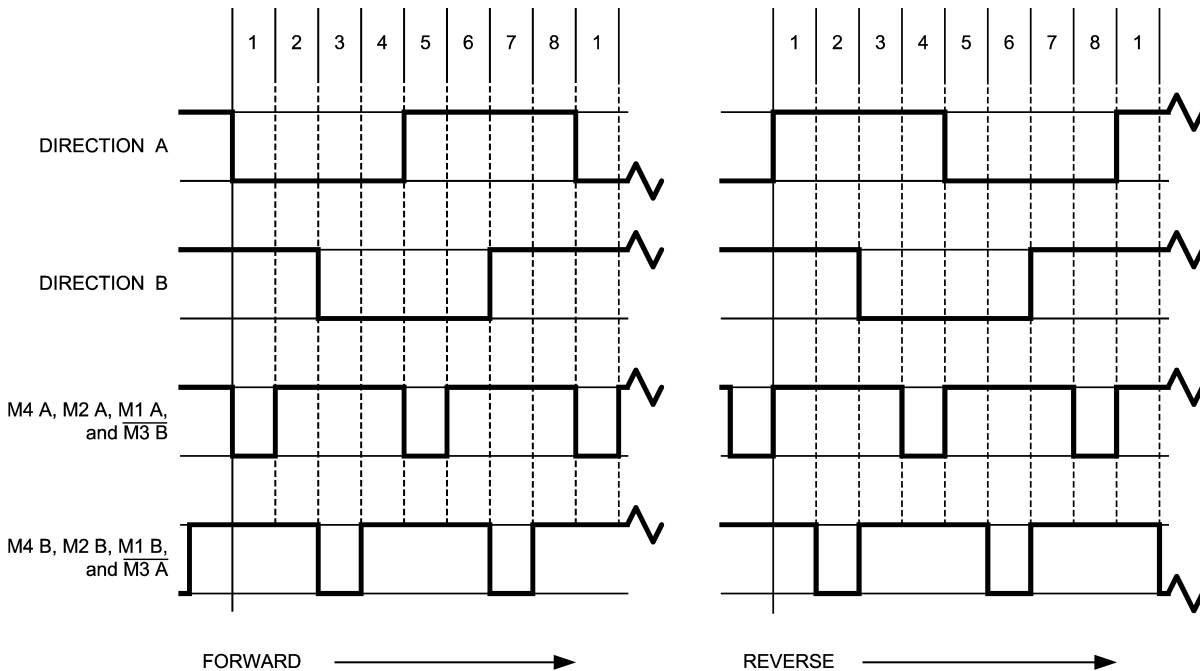 1 2 3 4 5 6 7 8 1
1 2 3 4 5 6 7 8 1
DIRECTION A
DIRECTION B
M4 A, M2 A, M1 A,
and M3 B
M4 B, M2 B, M1 B,
and M3 A
FORWARD
REVERSE